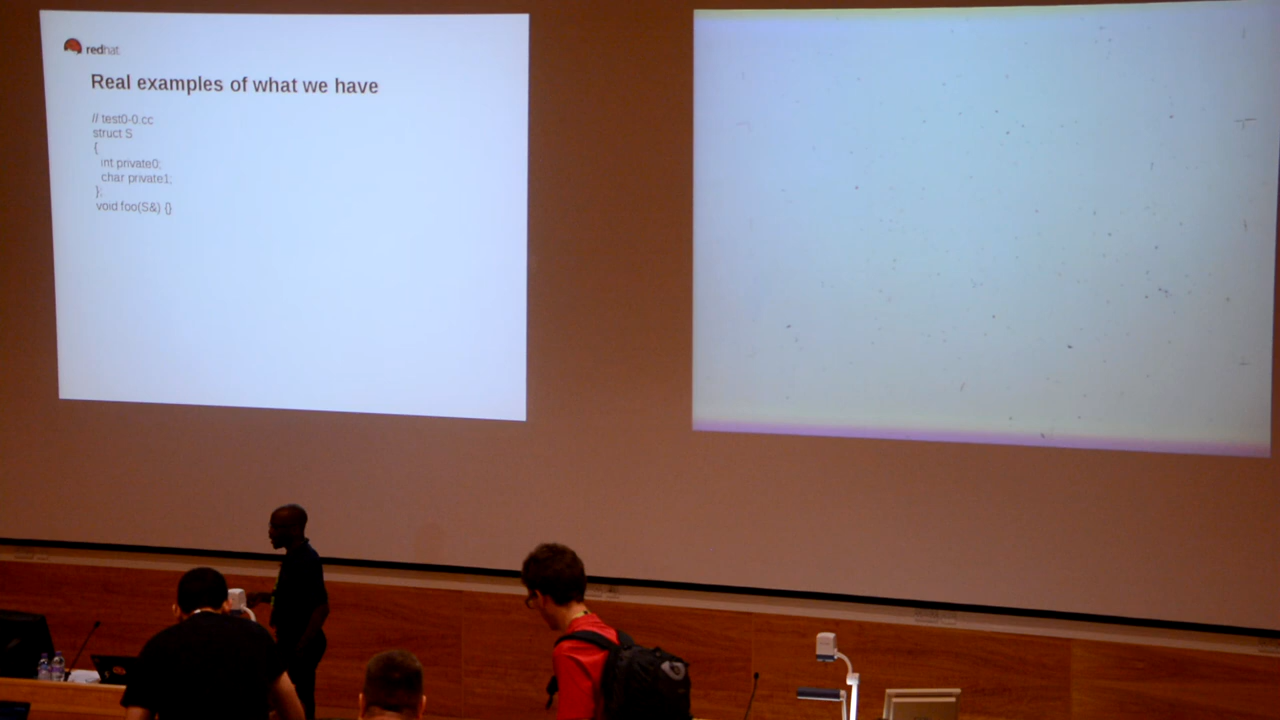 redhat.
Real examples of what we have
// test0-0.cc
struct S
{
int private0;
char private1;
};
void foo(S&) {}